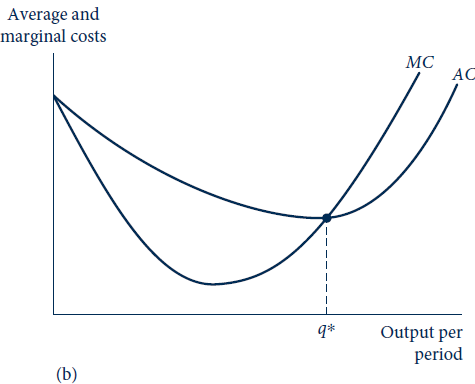 Average and
marginal costs
MC
AC
q*
Output per
period
(b)